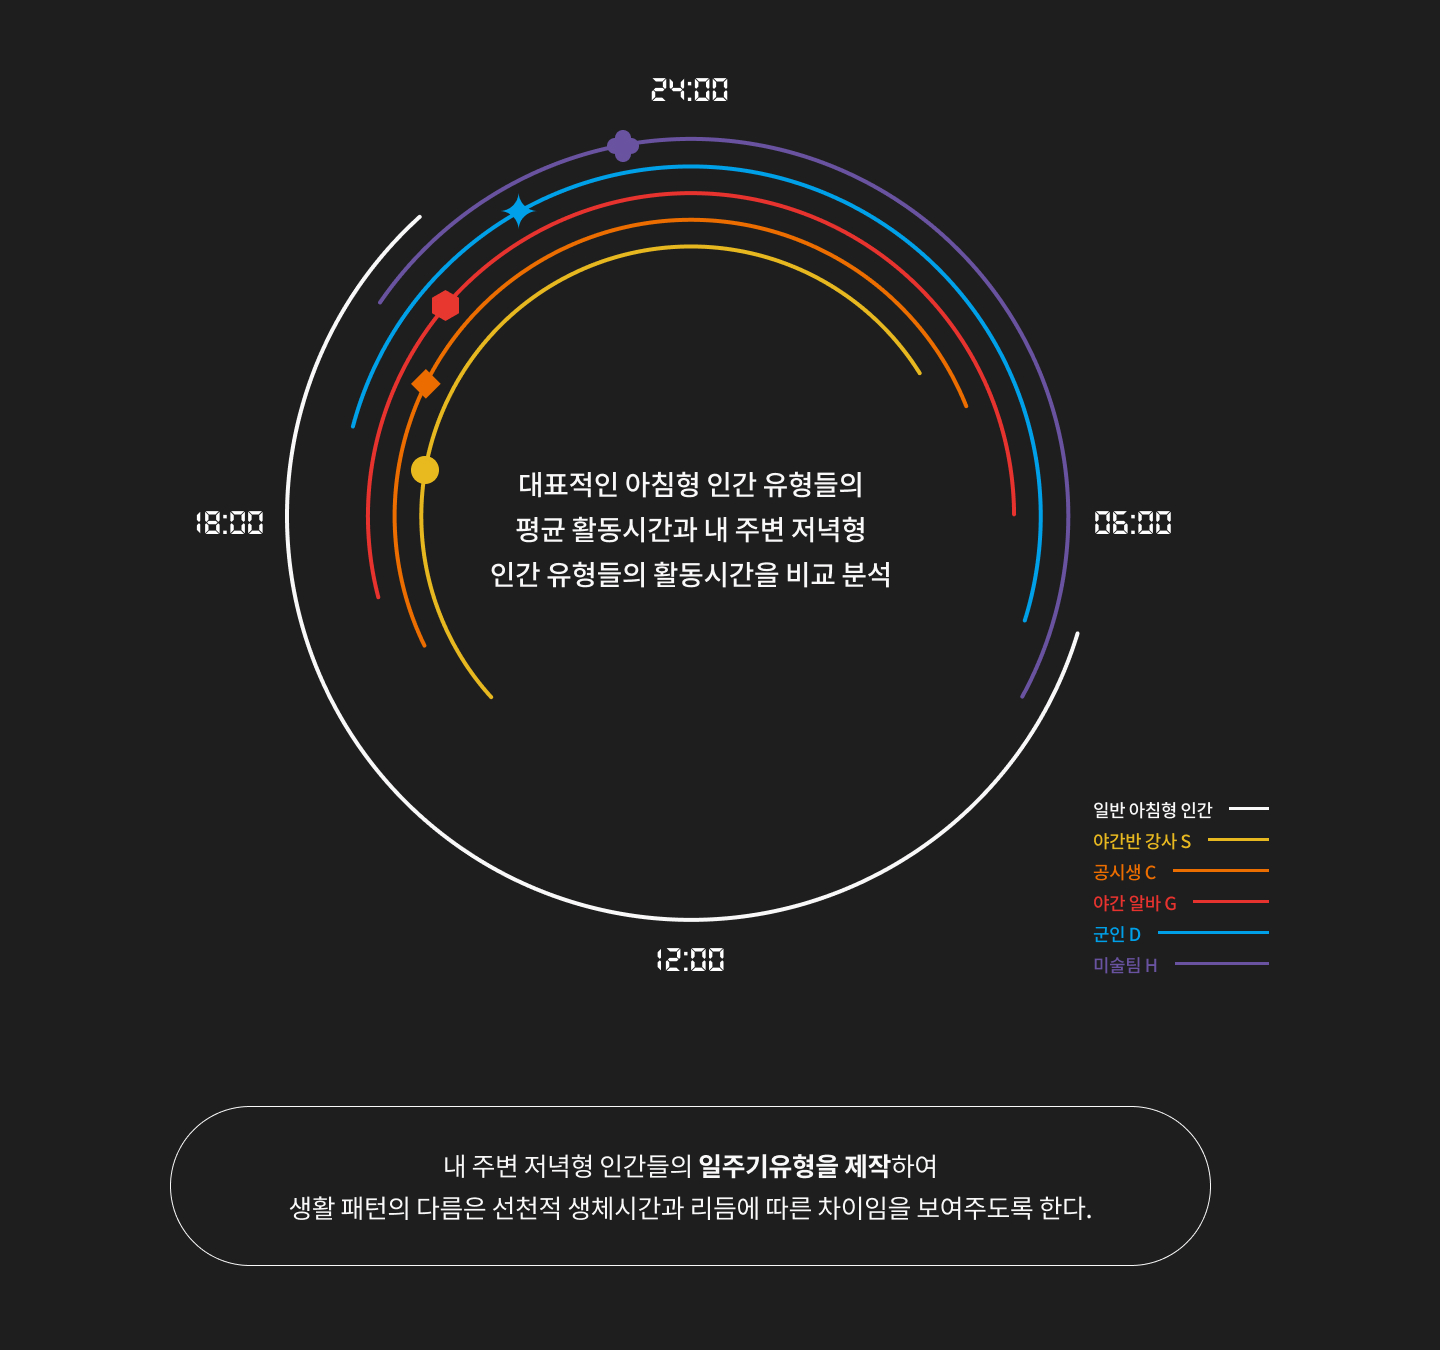 24:00
18:00
06:00
대표적인 아침형 인간 유형들의
평균 활동시간과 내 주변 저녁형
인간 유형들의 활동시간을 비교 분석
12:00
일반 아침형 인간
야간반 강사 S
공시생 C
야간 알바 G
군인 D
미술팀 H
내 주변 저녁형 인간들의 일주기유형을 제작하여
생활 패턴의 다름은 선천적 생체시간과 리듬에 따른 차이임을 보여주도록 한다.